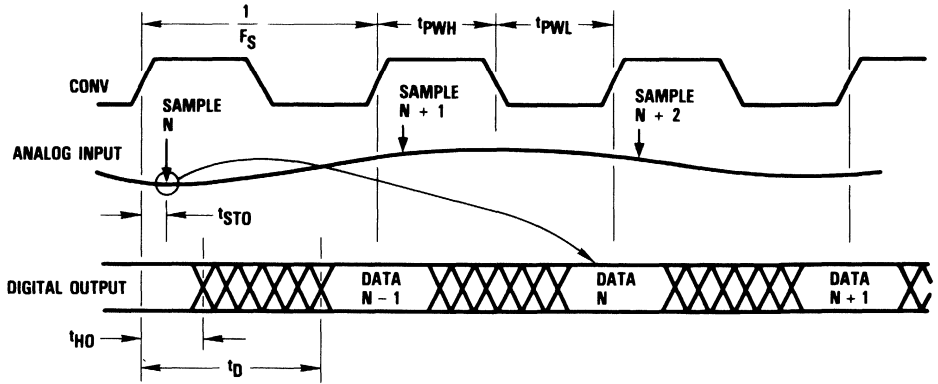 1
FS
tPWH
tPWL
CONV
SAMPLE
N
SAMPLE
N + 1
SAMPLE
N + 2
ANALOG INPUT
tSTO
DIGITAL OUTPUT
DATA
N – 1
DATA
N
DATA
N + 1
tHO
tD